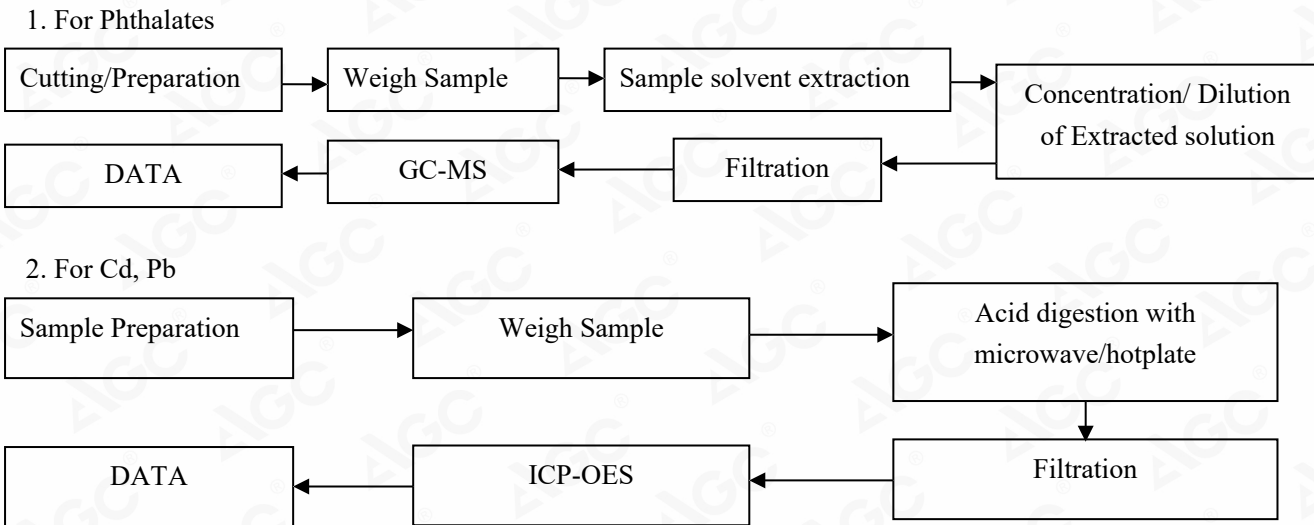 1. For Phthalates
Cutting/Preparation
Weigh Sample
Sample solvent extraction
Concentration/ Dilution
of Extracted solution
DATA
GC-MS
Filtration
2. For Cd, Pb
Sample Preparation
Weigh Sample
Acid digestion with
microwave/hotplate
DATA
ICP-OES
Filtration
AGC